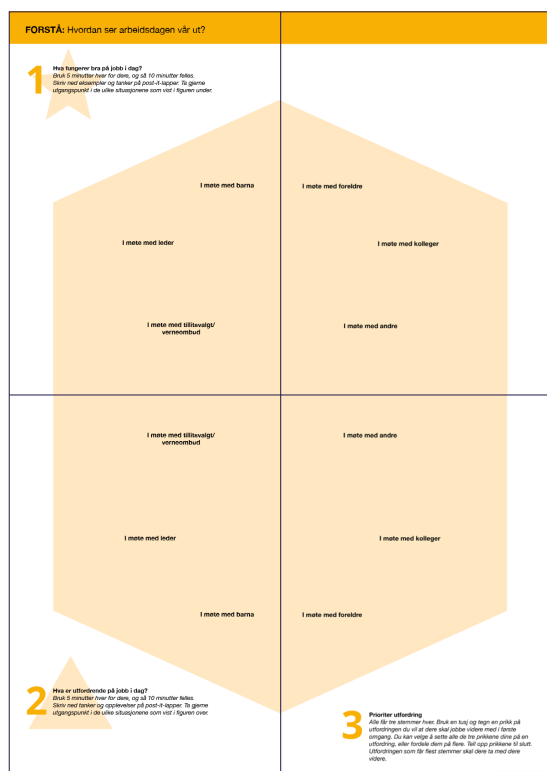 FORSTÅ: Hvordan ser arbeidsdagen vår ut?
1
Hva fungerer bra på jobb i dag?
Bruk 5 minutter hver for dere, og så 10 minutter felles.
Skriv ned eksempler og tanker på post-it-lapper. Ta gjerne
utgangspunkt i de ulike situasjonene som vist i figuren under.
I møte med barna
I møte med foreldre
I møte med leder
I møte med kolleger
I møte med tillitsvalgt/
verneombud
I møte med andre
I møte med tillitsvalgt/
verneombud
I møte med andre
I møte med leder
I møte med kolleger
I møte med barna
I møte med foreldre
2
Hva er utfordrende på jobb i dag?
Bruk 5 minutter hver for dere, og så 10 minutter felles.
Skriv ned tanker og opplevelser på post-it-lapper. Ta gjerne
utgangspunkt i de ulike situasjonene som vist i figuren over.
3
Prioriter utfordring
Alle får tre stemmer hver. Bruk en tusj og tegn en prikk på
utfordringen du vil at dere skal jobbe videre med i første
omgang. Du kan velge å sette alle de tre prikkene dine på en
utfordring, eller fordele dem på flere. Tell opp prikkene til slutt.
Utfordringen som får flest stemmer skal dere ta med dere
videre.